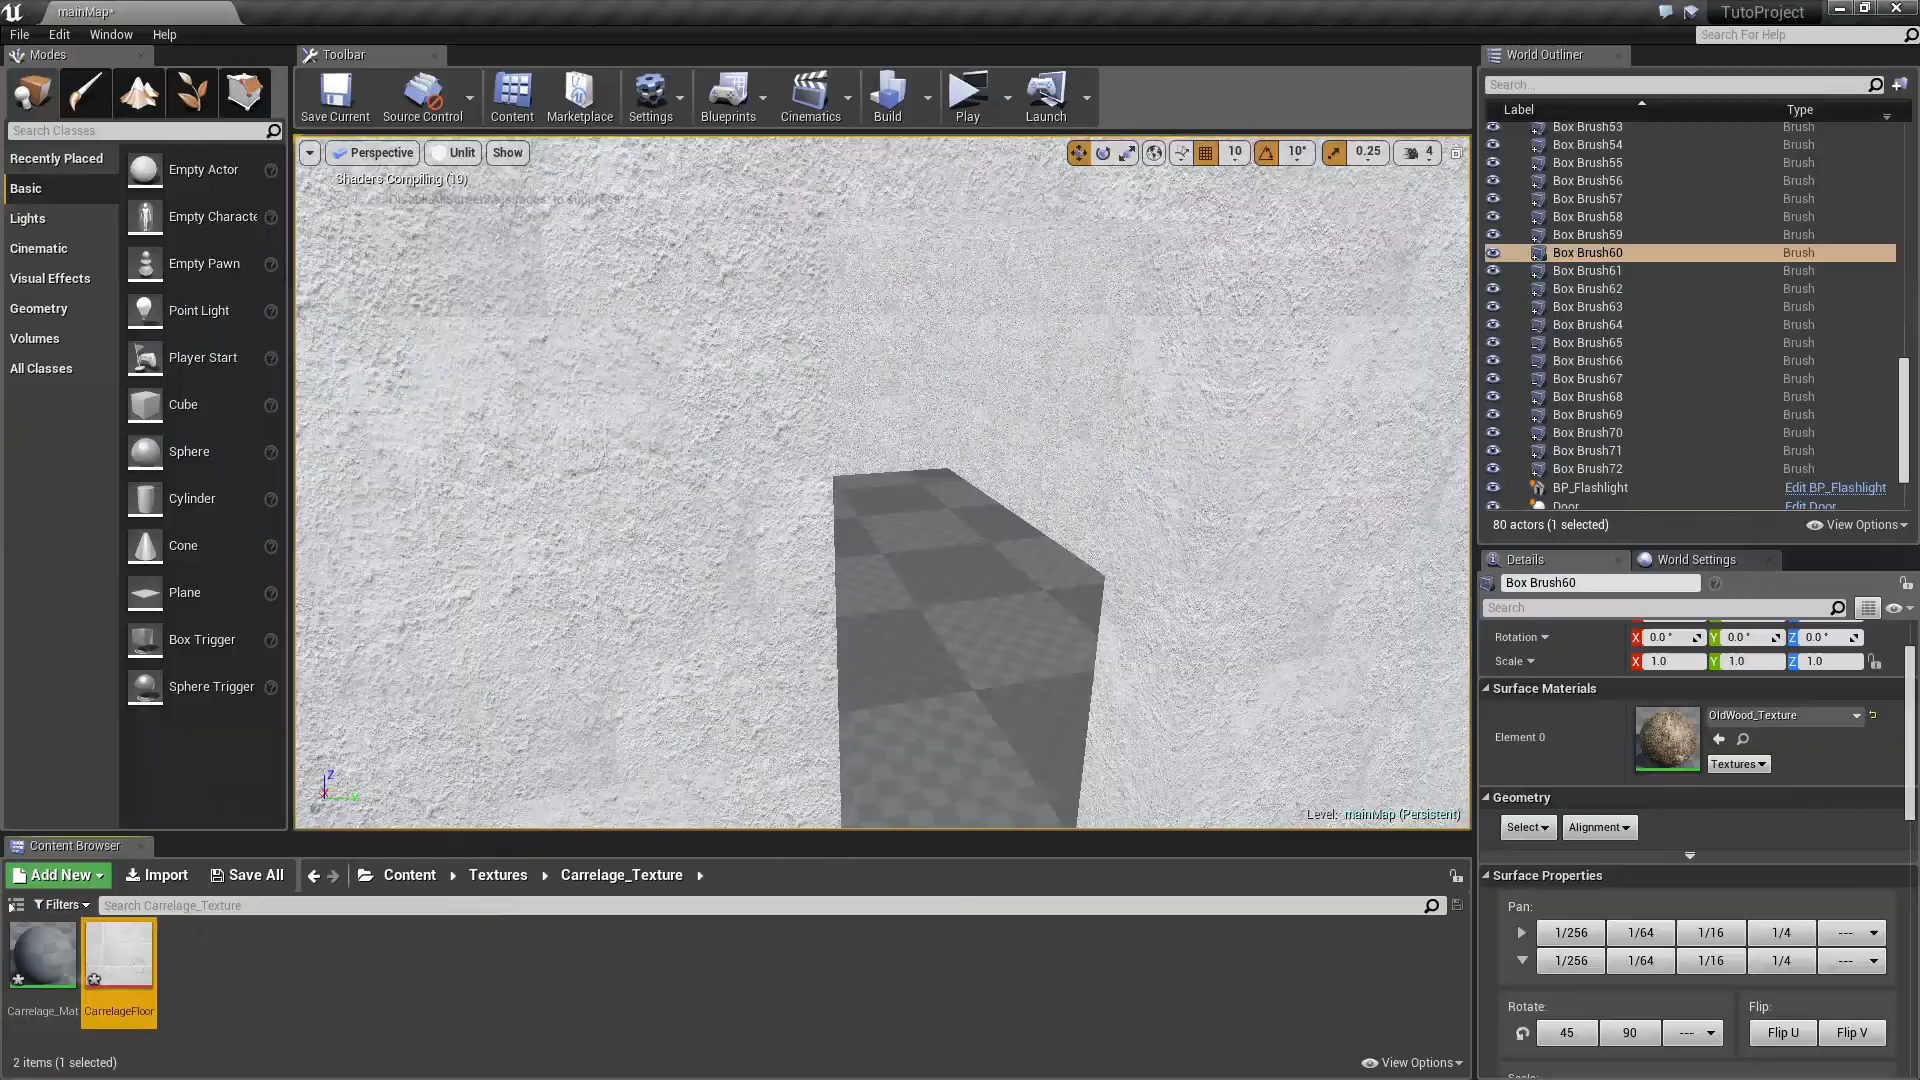 mainMap*
TutoProject
File Edit Window Help
Search For Help
Modes
Toolbar
World Outliner
Save Current
Source Control
Content
Marketplace
Settings
Blueprints
Cinematics
Build
Play
Launch
Search Classes
Recently Placed
Basic
Lights
Cinematic
Visual Effects
Geometry
Volumes
All Classes
Empty Actor
Empty Characte
Empty Pawn
Point Light
Player Start
Cube
Sphere
Cylinder
Cone
Plane
Box Trigger
Sphere Trigger
Perspective
Unlit
Show
10
10°
0.25
4
Shaders Compiling (19)
Level: mainMap (Persistent)
Search...
Label Type
Box Brush53 Brush
Box Brush54 Brush
Box Brush55 Brush
Box Brush56 Brush
Box Brush57 Brush
Box Brush58 Brush
Box Brush59 Brush
Box Brush60 Brush
Box Brush61 Brush
Box Brush62 Brush
Box Brush63 Brush
Box Brush64 Brush
Box Brush65 Brush
Box Brush66 Brush
Box Brush67 Brush
Box Brush68 Brush
Box Brush69 Brush
Box Brush70 Brush
Box Brush71 Brush
Box Brush72 Brush
BP_Flashlight Edit BP_Flashlight
Door Edit Door
80 actors (1 selected)
View Options
Details
World Settings
Box Brush60
Search
Rotation X 0.0° Y 0.0° Z 0.0°
Scale X 1.0 Y 1.0 Z 1.0
Surface Materials
Element 0
OldWood_Texture
Textures
Geometry
Select
Alignment
Surface Properties
Pan:
1/256 1/64 1/16 1/4 ---
1/256 1/64 1/16 1/4 ---
Rotate:
Flip:
45 90 ---
Flip U Flip V
Scale:
Content Browser
Add New
Import
Save All
Content
Textures
Carrelage_Texture
Filters
Search Carrelage_Texture
Carrelage_Mat
CarrelageFloor
2 items (1 selected)
View Options